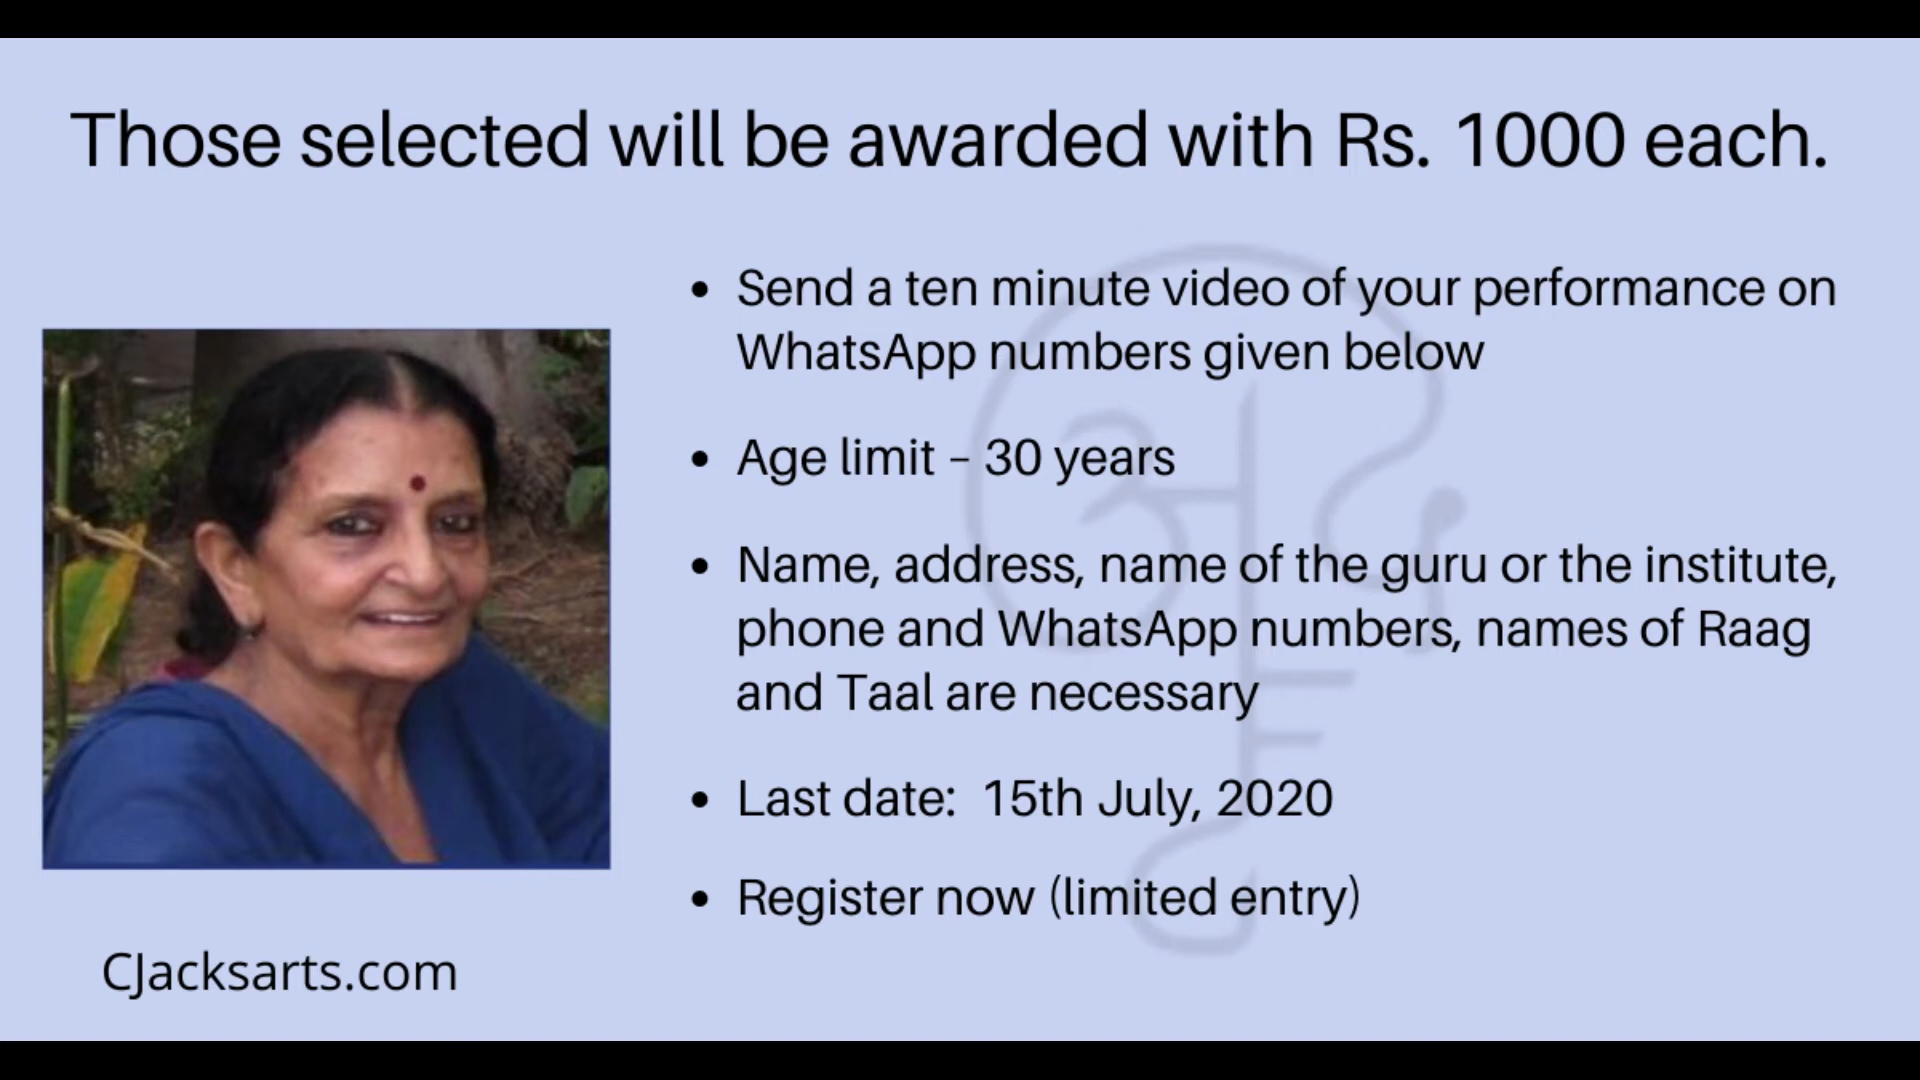 Those selected will be awarded with Rs. 1000 each.
• Send a ten minute video of your performance on
WhatsApp numbers given below
• Age limit – 30 years
• Name, address, name of the guru or the institute,
phone and WhatsApp numbers, names of Raag
and Taal are necessary
• Last date:  15th July, 2020
• Register now (limited entry)
CJacksarts.com